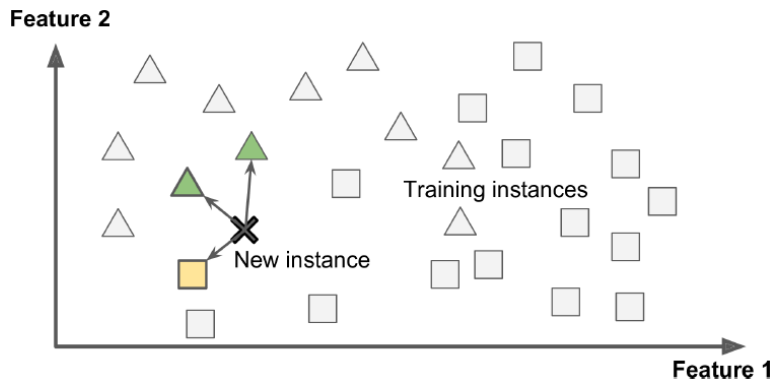 Feature 2
Training instances
New instance
Feature 1